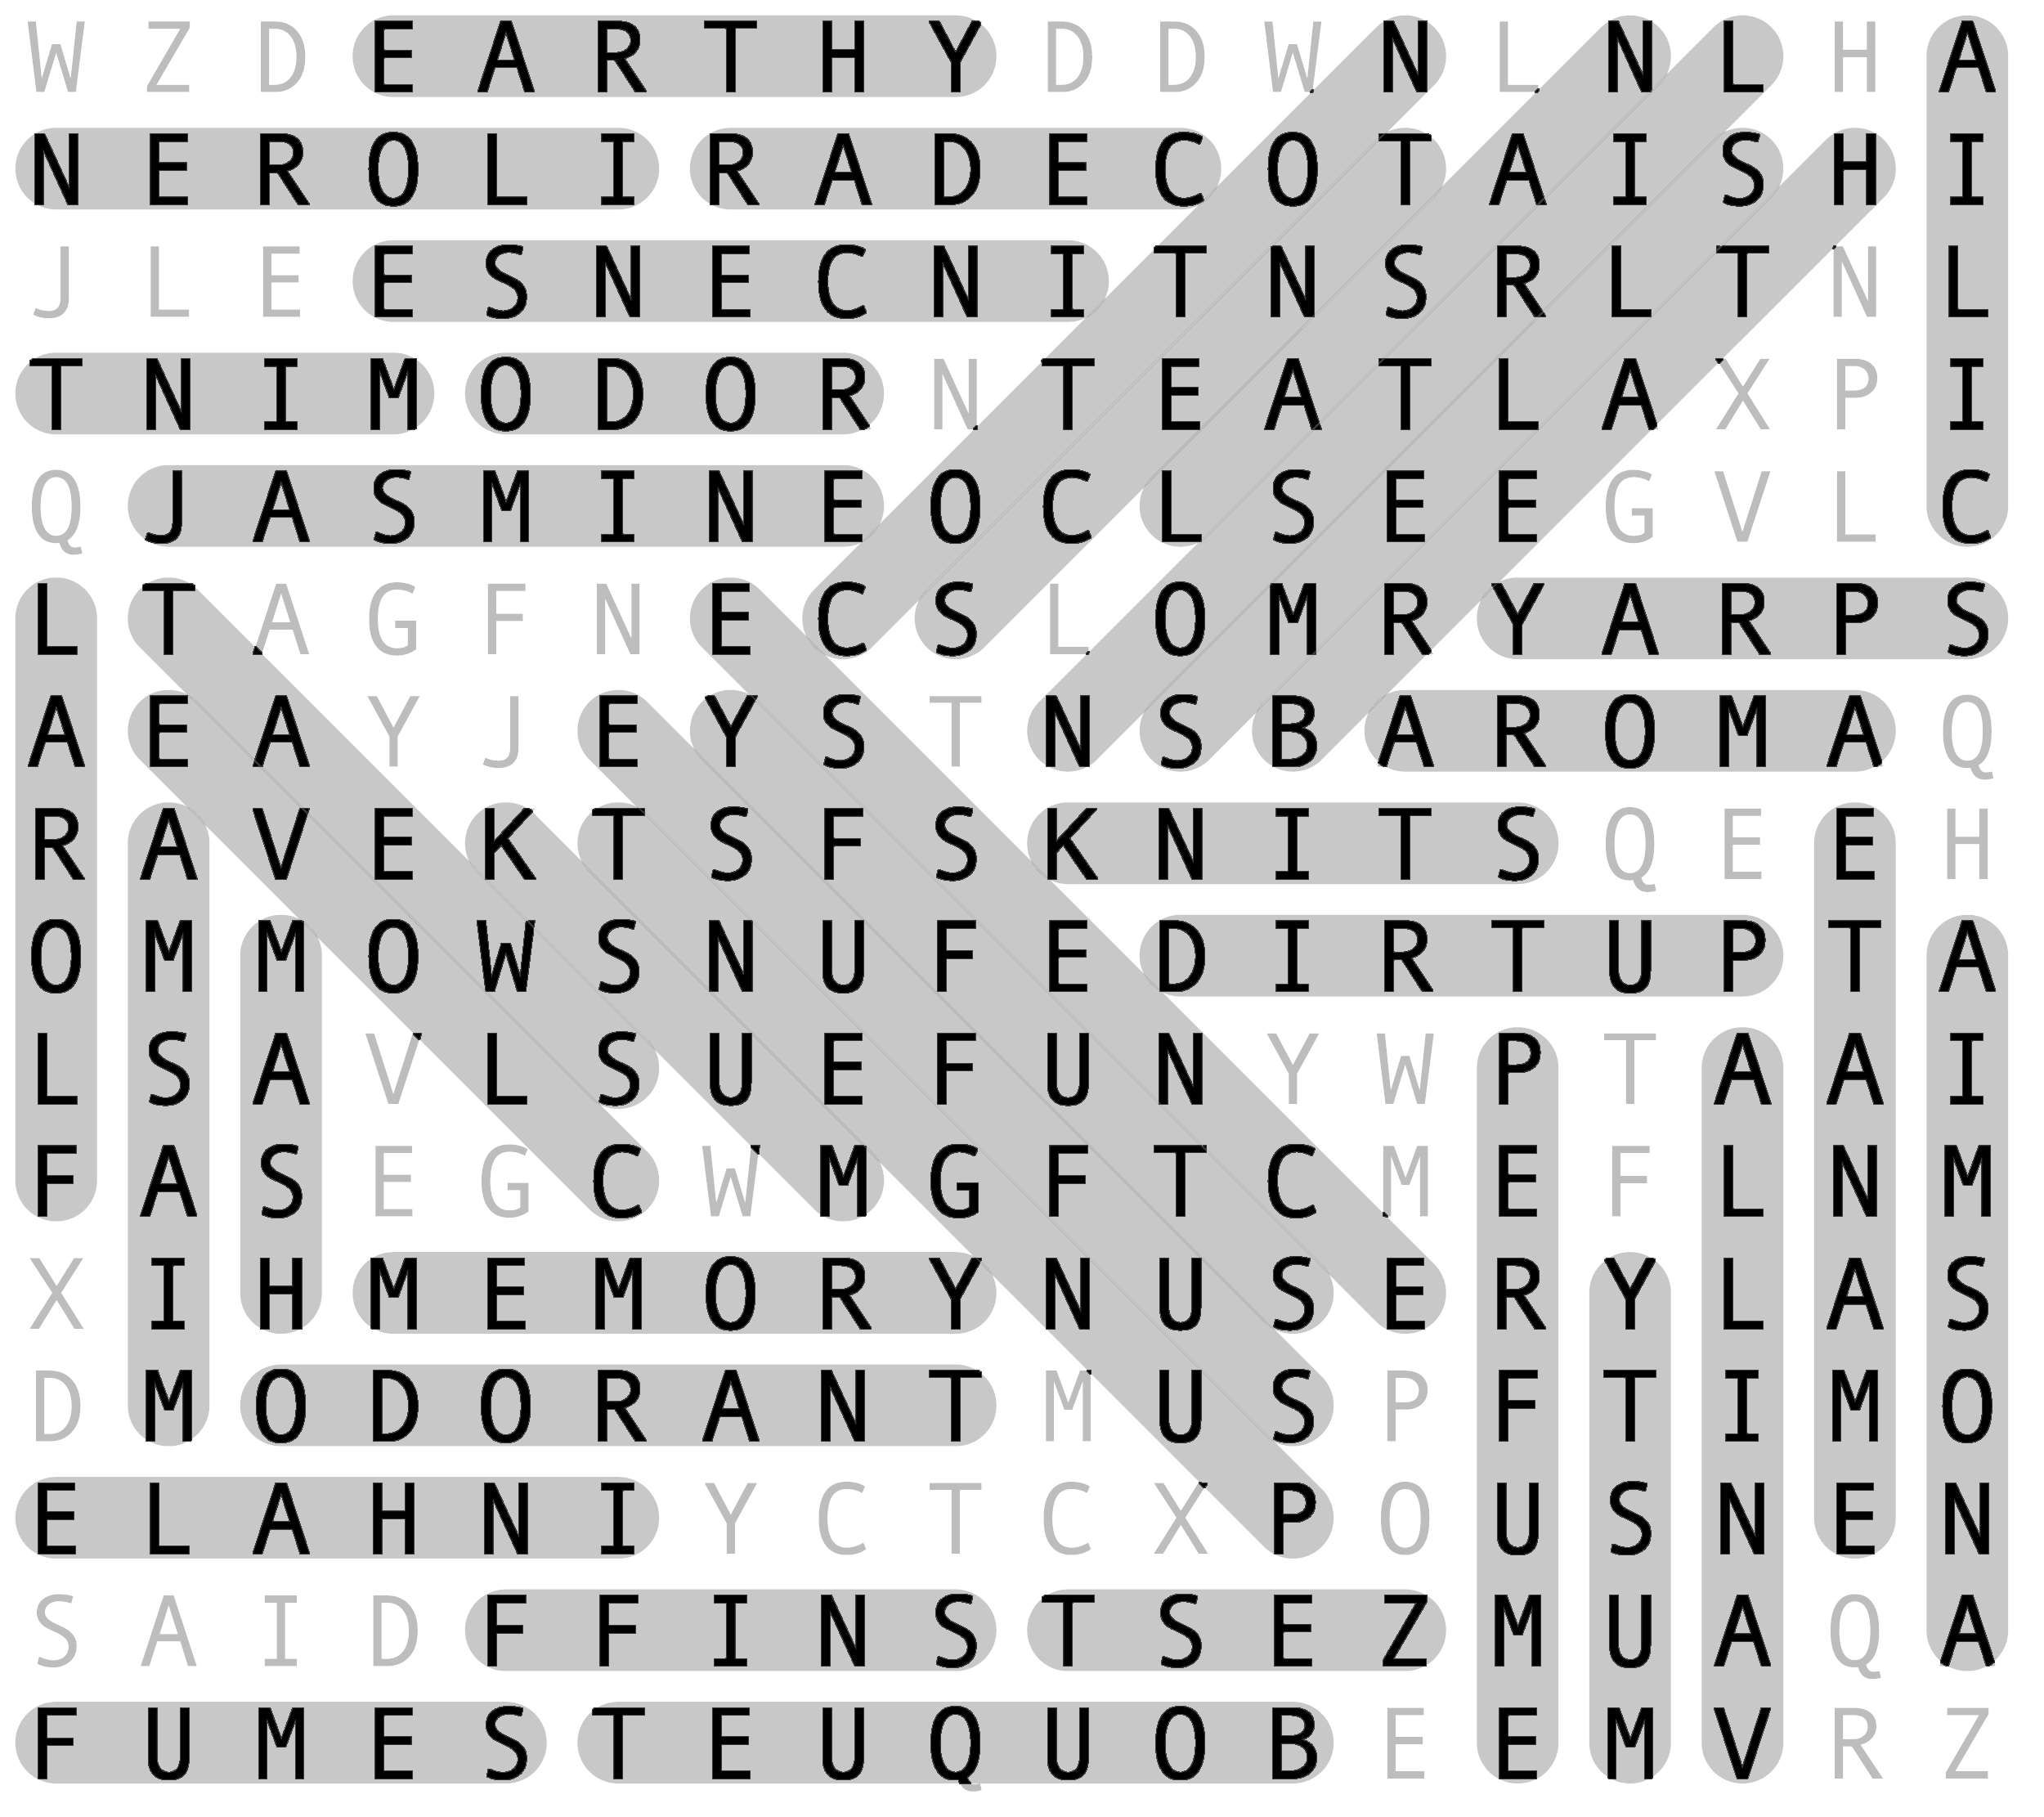 W Z D E A R T H Y D D W N L N L H A
N E R O L I R A D E C O T A I S H I
J L E E S N E C N I T N S R L T N L
T N I M O D O R N T E A T L A X P I
Q J A S M I N E O C L S E E G V L C
L T A G F N E C S L O M R Y A R P S
A E A Y J E Y S T N S B A R O M A Q
R A V E K T S F S K N I T S Q E E H
O M M O W S N U F E D I R T U P T A
L S A V L S U E F U N Y W P T A A I
F A S E G C W M G F T C M E F L N M
X I H M E M O R Y N U S E R Y L A S
D M O D O R A N T M U S P F T I M O
E L A H N I Y C T C X P O U S N E N
S A I D F F I N S T S E Z M U A Q A
F U M E S T E U Q U O B E E M V R Z